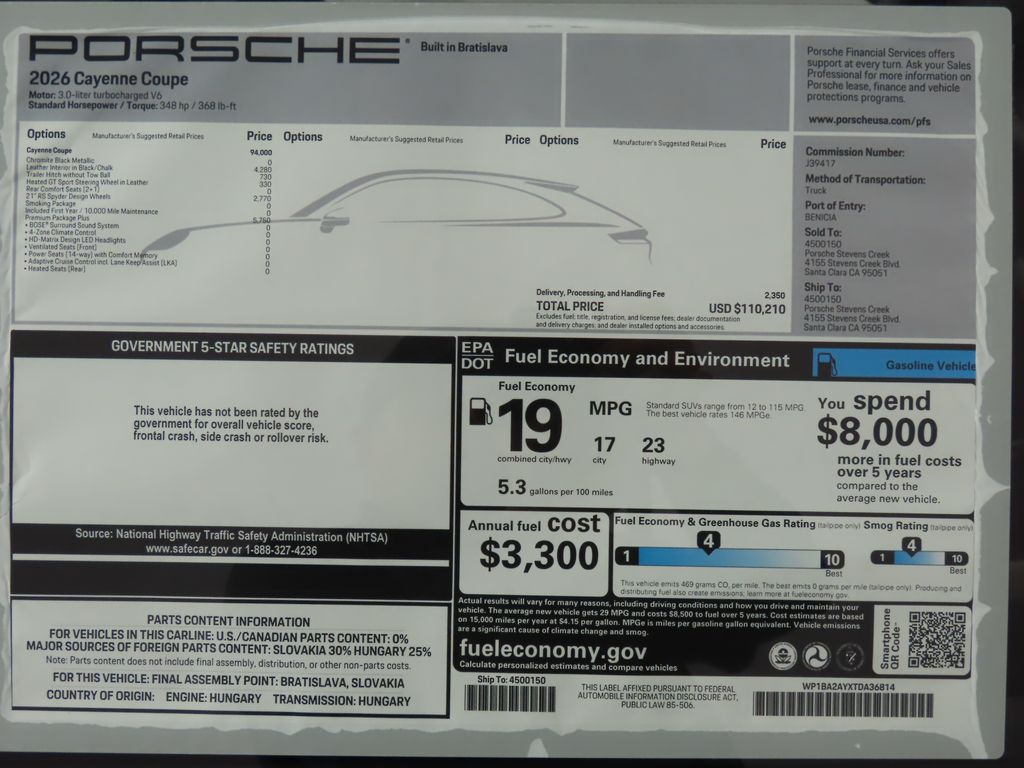 PORSCHE®
Built in Bratislava
2026 Cayenne Coupe
Motor: 3.0-liter turbocharged V6
Standard Horsepower / Torque: 348 hp / 368 lb-ft
Porsche Financial Services offers
support at every turn. Ask your Sales
Professional for more information on
Porsche lease, finance and vehicle
protections programs.
www.porscheusa.com/pfs
Options Manufacturer's Suggested Retail Prices Price Options Manufacturer's Suggested Retail Prices Price Options Manufacturer's Suggested Retail Prices Price
Cayenne Coupe 94,000
Chromite Black Metallic 0
Leather Interior in Black/Chalk 4,280
Trailer Hitch without Tow Ball 730
Heated GT Sport Steering Wheel in Leather 330
Rear Comfort Seats (2+1) 0
21" RS Spyder Design Wheels 2,770
Smoking Package 0
Included First Year / 10,000 Mile Maintenance 0
Premium Package Plus 5,750
• BOSE® Surround Sound System 0
• 4-Zone Climate Control 0
• HD-Matrix Design LED Headlights 0
• Ventilated Seats (Front) 0
• Power Seats (14-way) with Comfort Memory 0
• Adaptive Cruise Control incl. Lane Keep Assist (LKA) 0
• Heated Seats (Rear) 0
Delivery, Processing, and Handling Fee 2,350
TOTAL PRICE USD $110,210
Excludes fuel; title, registration, and license fees; dealer documentation
and delivery charges; and dealer installed options and accessories.
Commission Number:
J39417
Method of Transportation:
Truck
Port of Entry:
BENICIA
Sold To:
4500150
Porsche Stevens Creek
4155 Stevens Creek Blvd.
Santa Clara CA 95051
Ship To:
4500150
Porsche Stevens Creek
4155 Stevens Creek Blvd.
Santa Clara CA 95051
GOVERNMENT 5-STAR SAFETY RATINGS
This vehicle has not been rated by the
government for overall vehicle score,
frontal crash, side crash or rollover risk.
Source: National Highway Traffic Safety Administration (NHTSA)
www.safecar.gov or 1-888-327-4236
PARTS CONTENT INFORMATION
FOR VEHICLES IN THIS CARLINE: U.S./CANADIAN PARTS CONTENT: 0%
MAJOR SOURCES OF FOREIGN PARTS CONTENT: SLOVAKIA 30% HUNGARY 25%
Note: Parts content does not include final assembly, distribution, or other non-parts costs.
FOR THIS VEHICLE: FINAL ASSEMBLY POINT: BRATISLAVA, SLOVAKIA
COUNTRY OF ORIGIN: ENGINE: HUNGARY TRANSMISSION: HUNGARY
EPA
DOT
Fuel Economy and Environment
Gasoline Vehicle
Fuel Economy
19 MPG
combined city/hwy
17
city
23
highway
5.3 gallons per 100 miles
Standard SUVs range from 12 to 115 MPG.
The best vehicle rates 146 MPGe.
You spend
$8,000
more in fuel costs
over 5 years
compared to the
average new vehicle.
Annual fuel cost
$3,300
Fuel Economy & Greenhouse Gas Rating (tailpipe only)
1 4 10
Best
Smog Rating (tailpipe only)
1 4 10
Best
This vehicle emits 469 grams CO₂ per mile. The best emits 0 grams per mile (tailpipe only). Producing and
distributing fuel also create emissions; learn more at fueleconomy.gov.
Actual results will vary for many reasons, including driving conditions and how you drive and maintain your
vehicle. The average new vehicle gets 29 MPG and costs $8,500 to fuel over 5 years. Cost estimates are based
on 15,000 miles per year at $4.15 per gallon. MPGe is miles per gasoline gallon equivalent. Vehicle emissions
are a significant cause of climate change and smog.
fueleconomy.gov
Calculate personalized estimates and compare vehicles
Smartphone
QR Code™
Ship To: 4500150
THIS LABEL AFFIXED PURSUANT TO FEDERAL
AUTOMOBILE INFORMATION DISCLOSURE ACT,
PUBLIC LAW 85-506.
WP1BA2AYXTDA36814